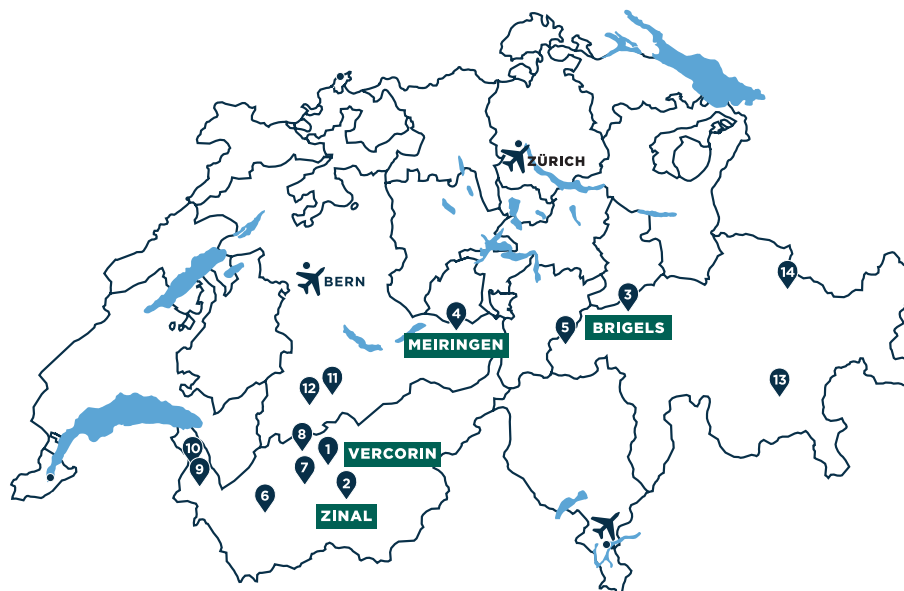 ZÜRICH
14
BERN
3
4
5
BRIGELS
MEIRINGEN
11
13
12
8
10
1
VERCORIN
9
7
2
6
ZINAL